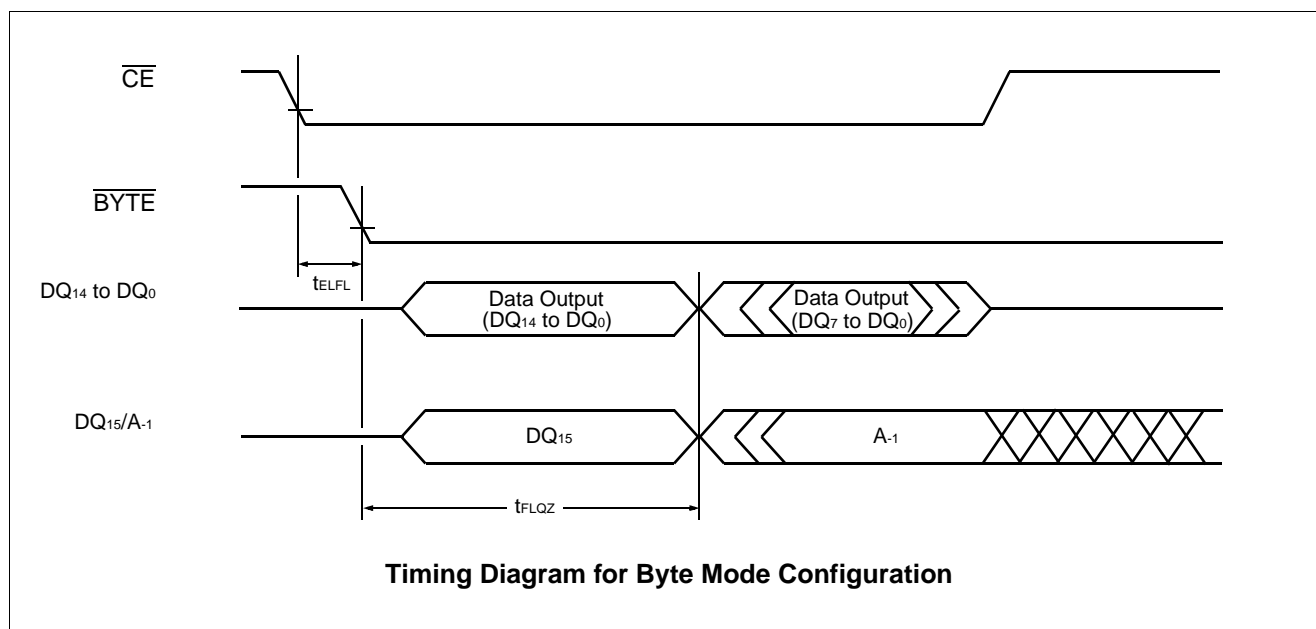 CE
BYTE
tELFL
DQ14 to DQ0
Data Output
(DQ14 to DQ0)
Data Output
(DQ7 to DQ0)
DQ15/A-1
DQ15
A-1
tFLQZ
Timing Diagram for Byte Mode Configuration